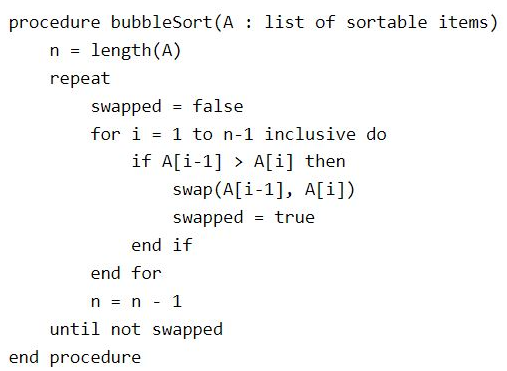 procedure bubbleSort(A : list of sortable items)
    n = length(A)
    repeat
        swapped = false
        for i = 1 to n-1 inclusive do
            if A[i-1] > A[i] then
                swap(A[i-1], A[i])
                swapped = true
            end if
        end for
        n = n - 1
    until not swapped
end procedure